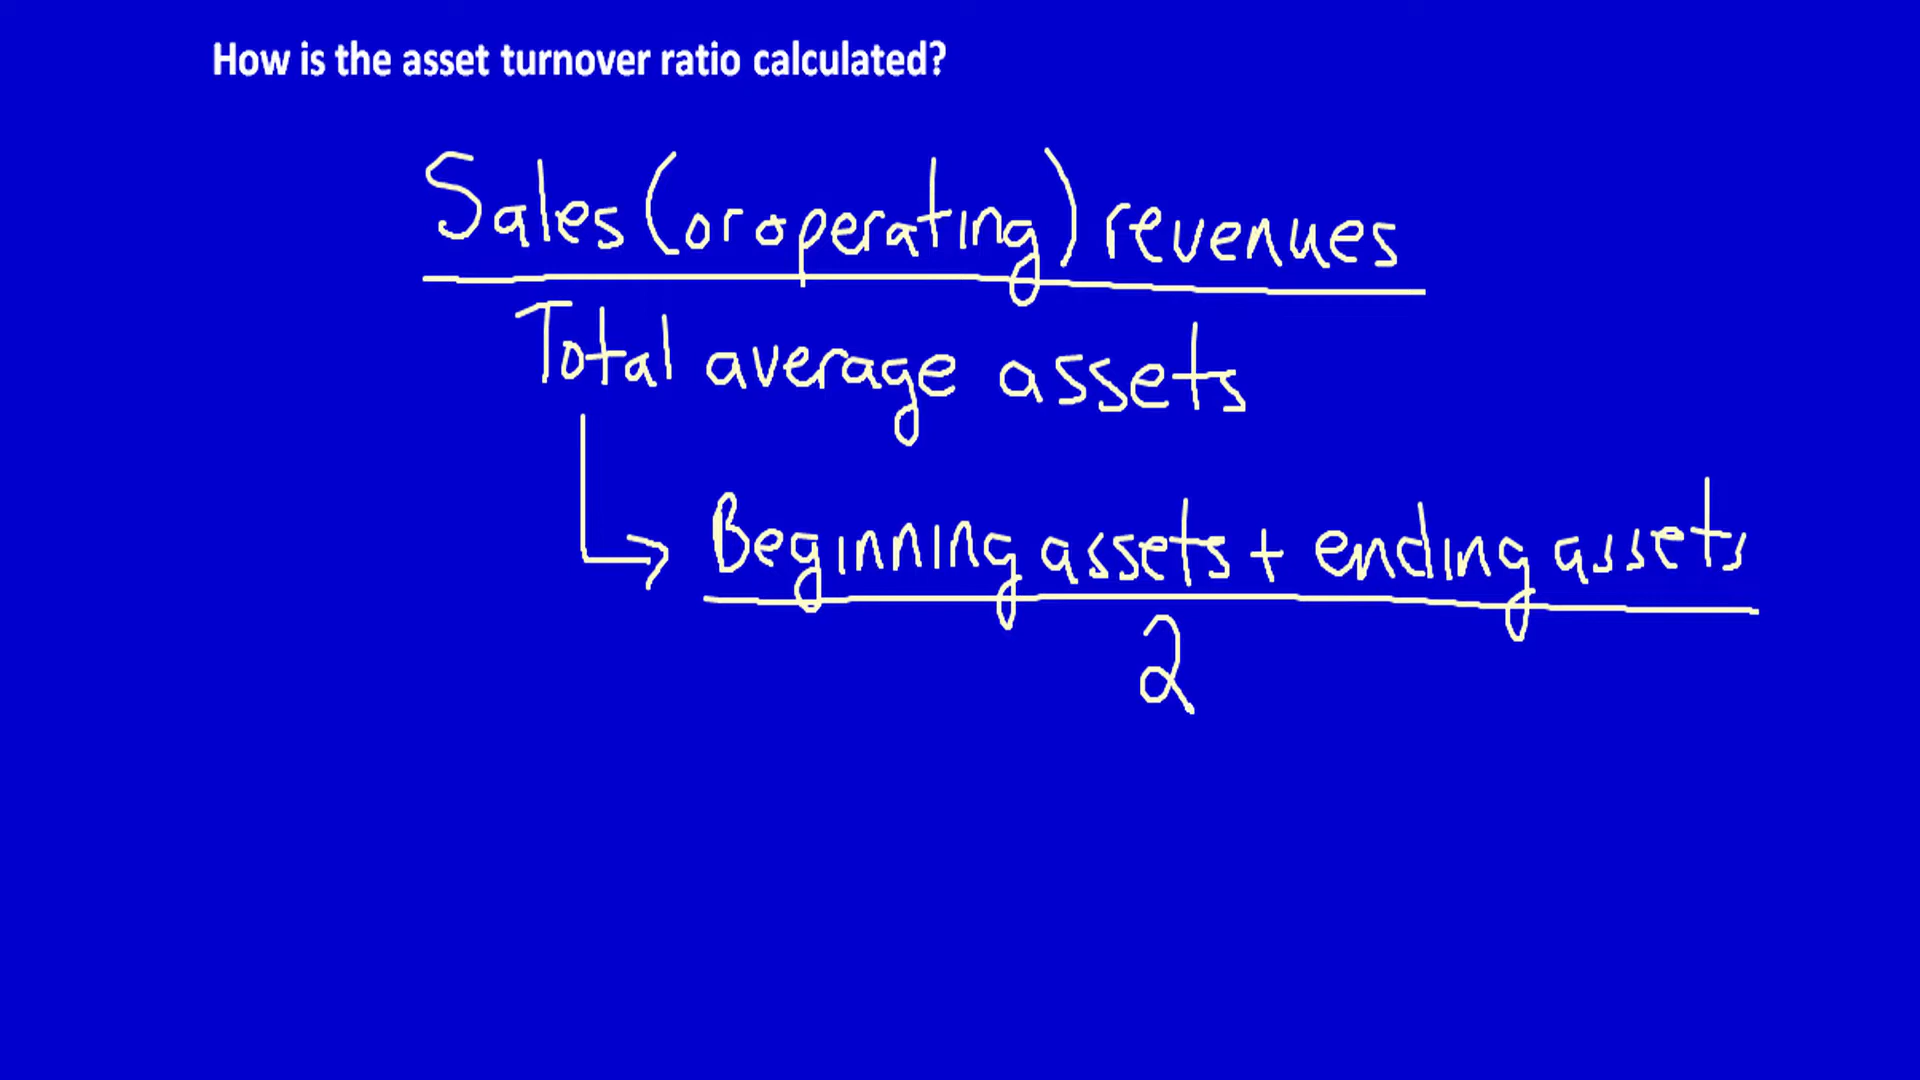 How is the asset turnover ratio calculated?
Sales (or operating) revenues
Total average assets
Beginning assets + ending assets
2